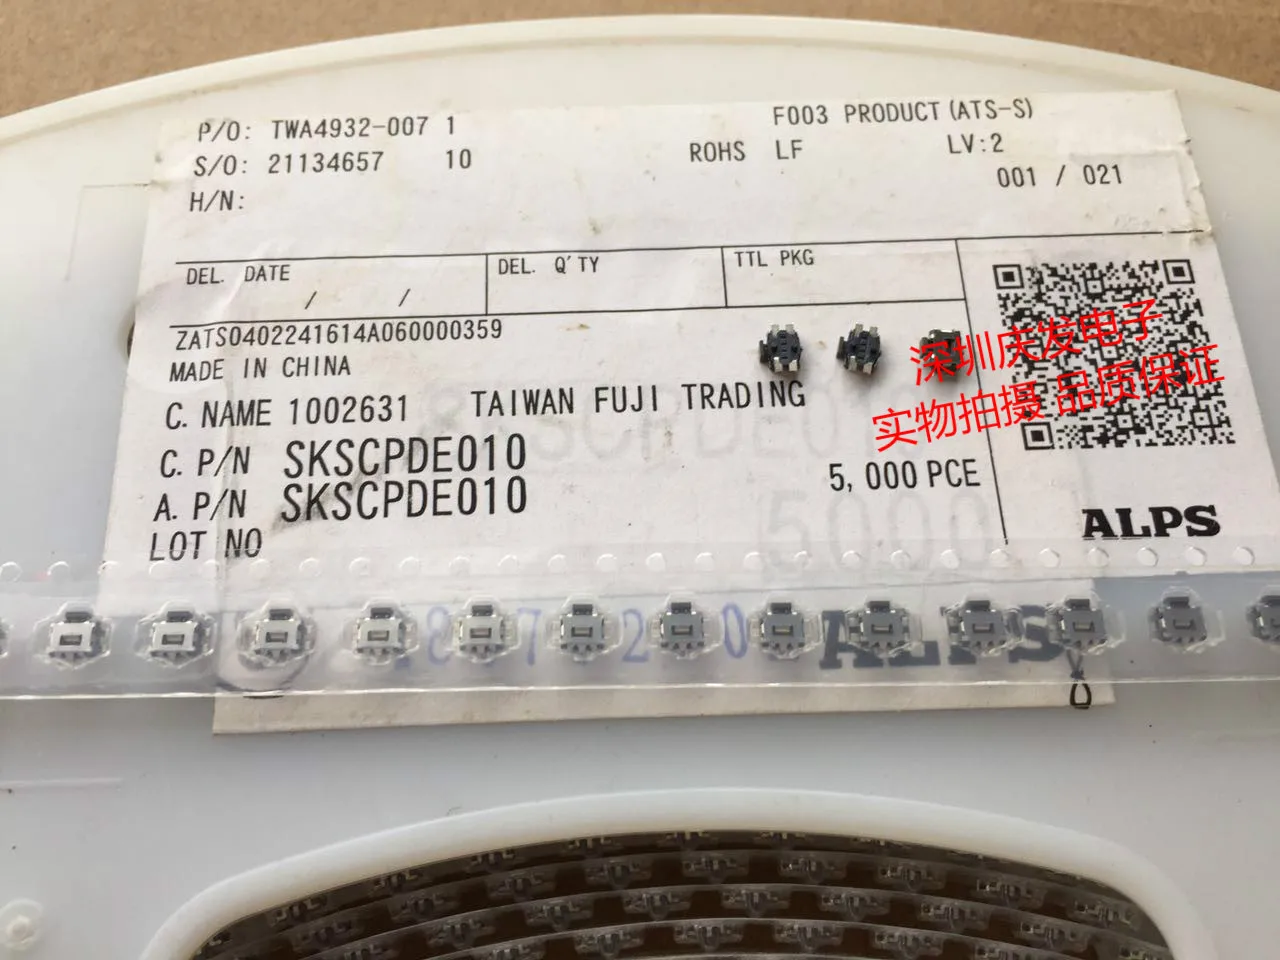 P/O: TWA4932-007 1
F003 PRODUCT (ATS-S)
S/O: 21134657 10
ROHS LF
LV:2
H/N:
001 / 021
DEL. DATE
DEL. Q'TY
TTL PKG
/ /
ZATS0402241614A060000359
MADE IN CHINA
C. NAME 1002631 TAIWAN FUJI TRADING
C. P/N SKSCPDE010
A. P/N SKSCPDE010
5,000 PCE
LOT NO
ALPS
深圳庆发电子
实物拍摄 品质保证
5000
ALPS